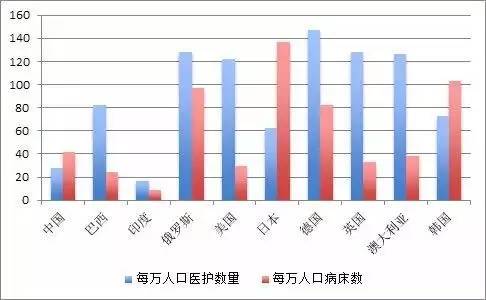 160
140
120
100
80
60
40
20
0
中国
巴西
印度
俄罗斯
美国
日本
德国
英国
澳大利亚
韩国
每万人口医护数量 每万人口病床数